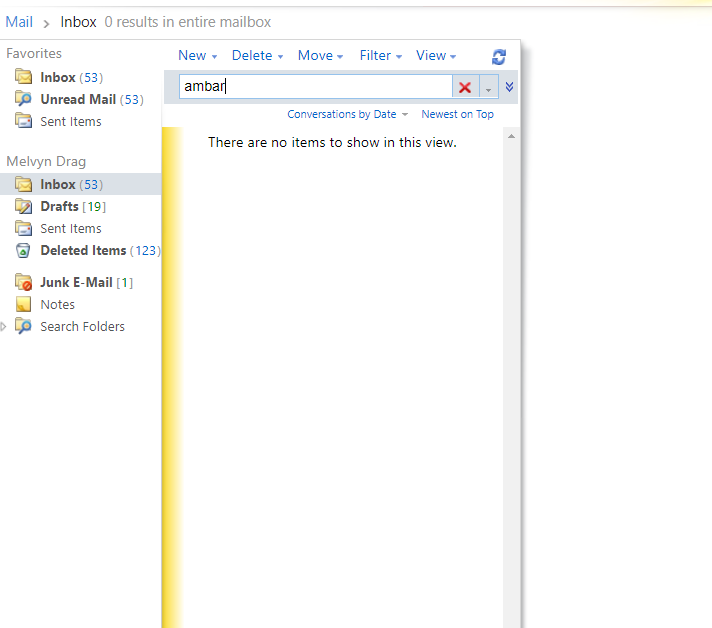 Mail > Inbox 0 results in entire mailbox
Favorites
Inbox (53)
Unread Mail (53)
Sent Items
Melvyn Drag
Inbox (53)
Drafts [19]
Sent Items
Deleted Items (123)
Junk E-Mail [1]
Notes
Search Folders
New Delete Move Filter View
ambar
Conversations by Date Newest on Top
There are no items to show in this view.